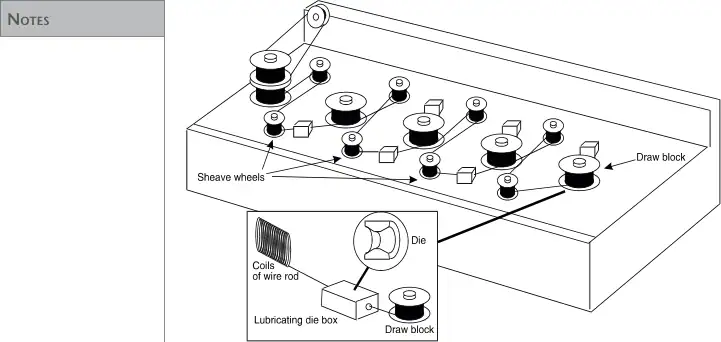 NOTES
Draw block
Sheave wheels
Die
Coils
of wire rod
Lubricating die box
Draw block